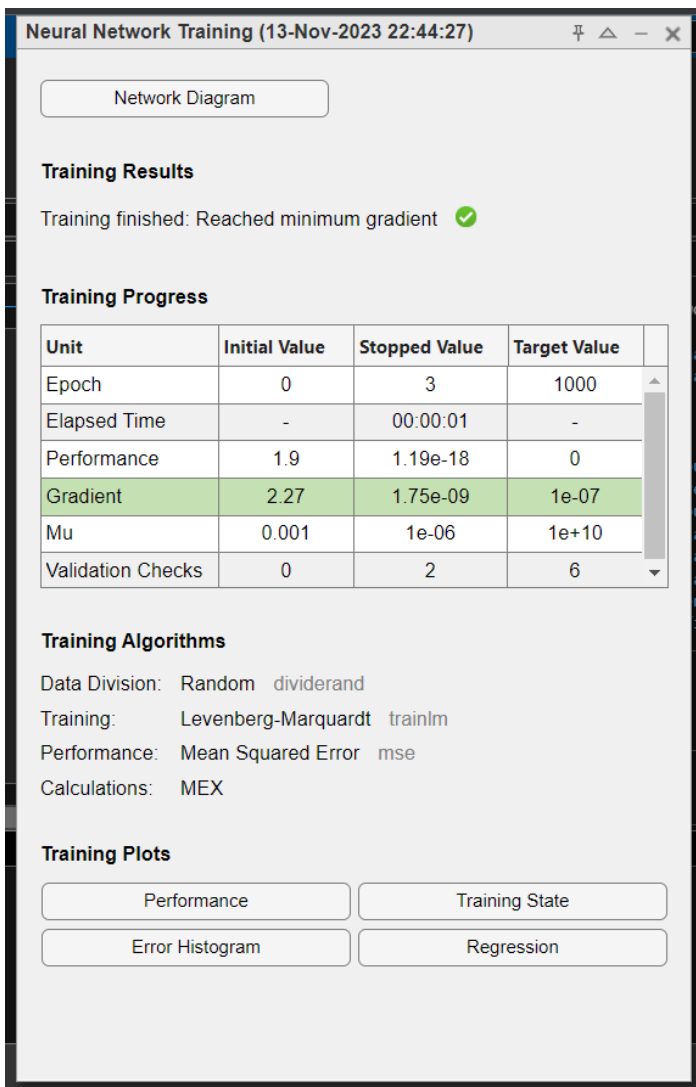 Neural Network Training (13-Nov-2023 22:44:27)
Network Diagram
Training Results
Training finished: Reached minimum gradient
Training Progress
Unit Initial Value Stopped Value Target Value
Epoch 0 3 1000
Elapsed Time - 00:00:01 -
Performance 1.9 1.19e-18 0
Gradient 2.27 1.75e-09 1e-07
Mu 0.001 1e-06 1e+10
Validation Checks 0 2 6
Training Algorithms
Data Division: Random dividerand
Training: Levenberg-Marquardt trainlm
Performance: Mean Squared Error mse
Calculations: MEX
Training Plots
Performance Training State
Error Histogram Regression